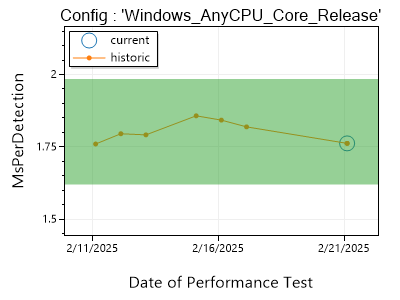 Config : 'Windows_AnyCPU_Core_Release'
current
historic
MsPerDetection
2
1.75
1.5
2/11/2025
2/16/2025
2/21/2025
Date of Performance Test